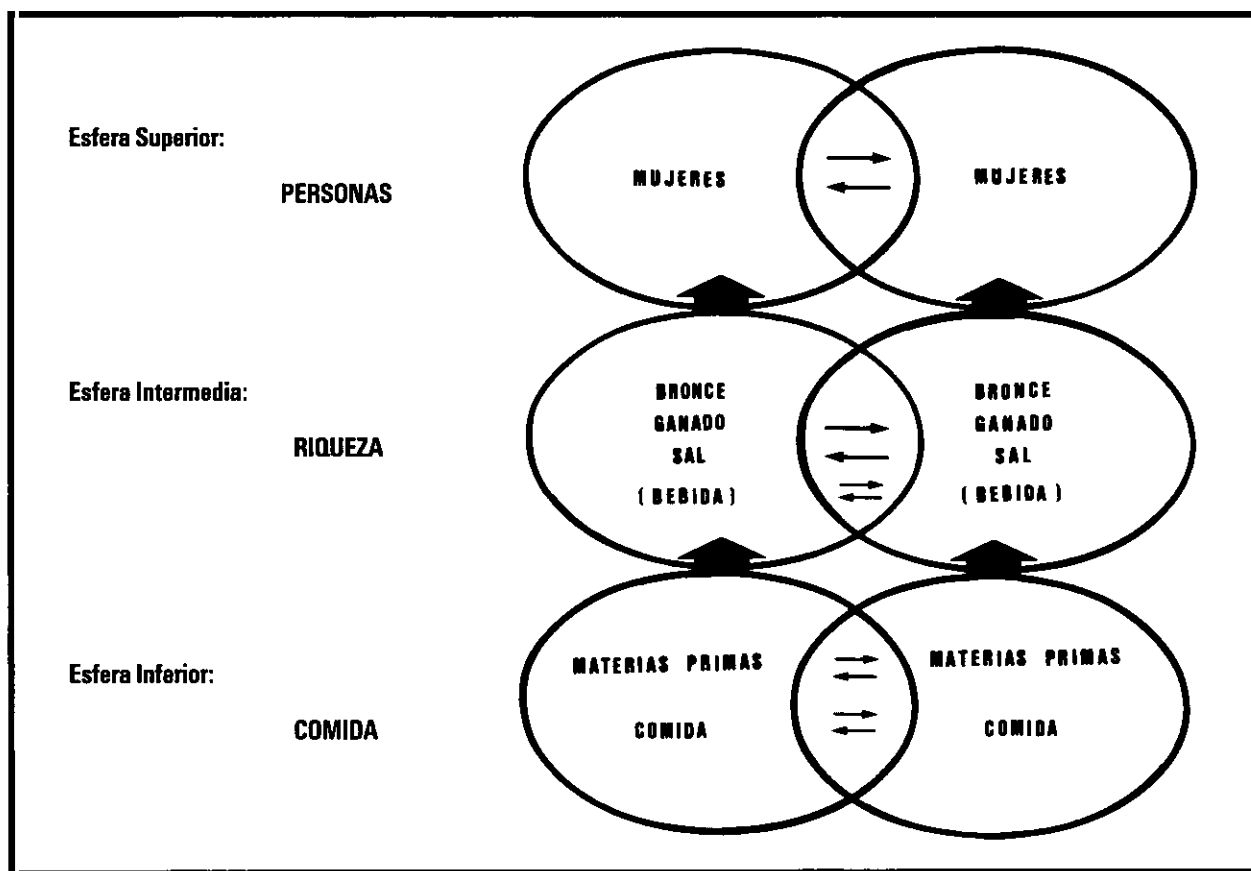 Esfera Superior:
PERSONAS
MUJERES
MUJERES
Esfera Intermedia:
RIQUEZA
BRONCE
GANADO
SAL
(BEBIDA)
BRONCE
GANADO
SAL
(BEBIDA)
Esfera Inferior:
COMIDA
MATERIAS PRIMAS
COMIDA
MATERIAS PRIMAS
COMIDA